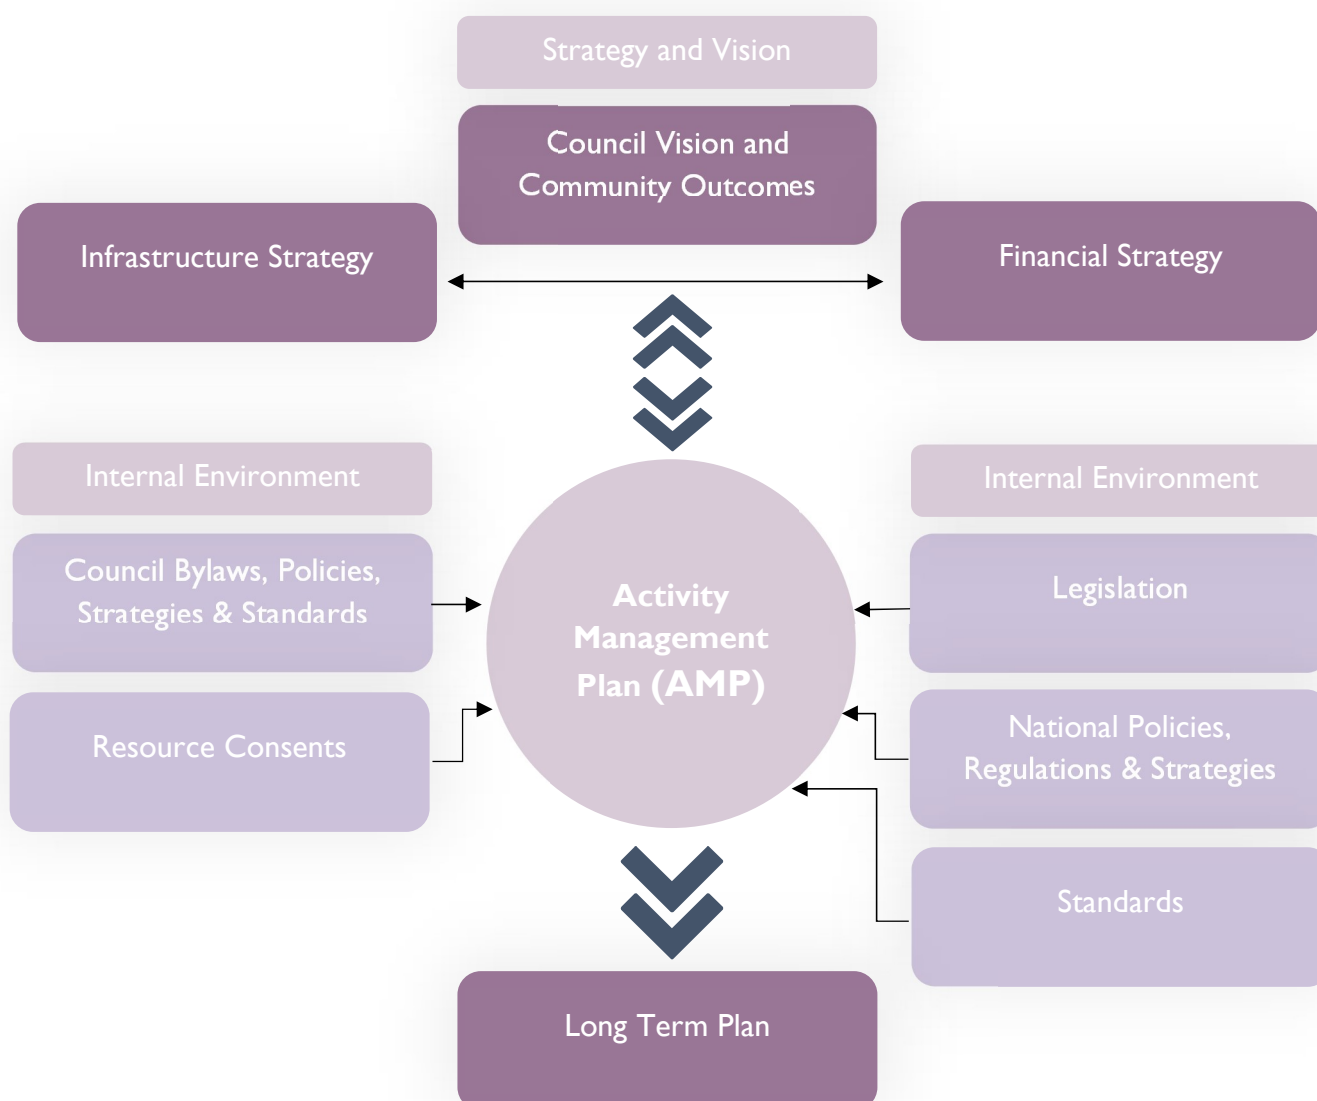 Strategy and Vision
Council Vision and
Community Outcomes
Infrastructure Strategy
Financial Strategy
Internal Environment
Council Bylaws, Policies,
Strategies & Standards
Resource Consents
Activity
Management
Plan (AMP)
Internal Environment
Legislation
National Policies,
Regulations & Strategies
Standards
Long Term Plan